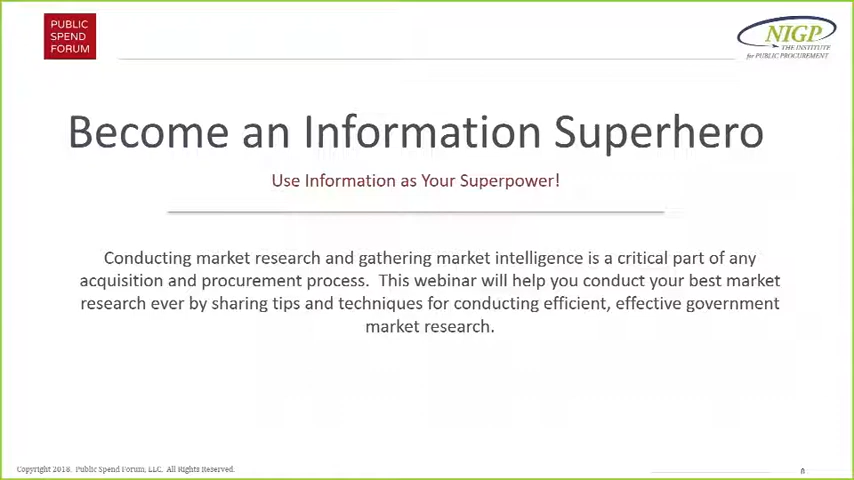 PUBLIC
SPEND
FORUM
NIGP
THE INSTITUTE
for PUBLIC PROCUREMENT
Become an Information Superhero
Use Information as Your Superpower!
Conducting market research and gathering market intelligence is a critical part of any
acquisition and procurement process.  This webinar will help you conduct your best market
research ever by sharing tips and techniques for conducting efficient, effective government
market research.
Copyright 2018.  Public Spend Forum, LLC.  All Rights Reserved.